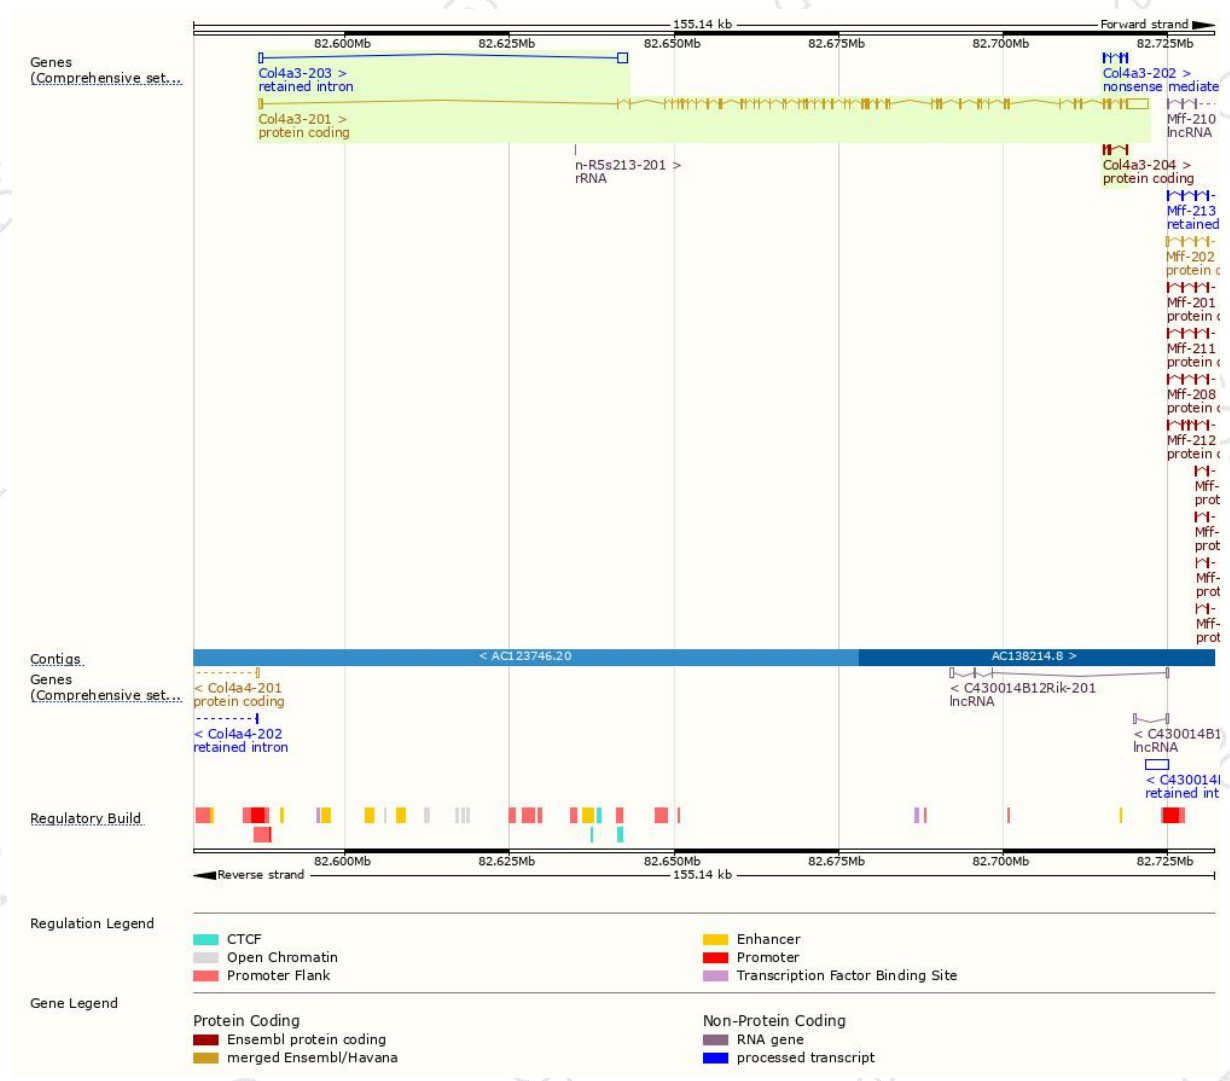 155.14 kb Forward strand
82.600Mb 82.625Mb 82.650Mb 82.675Mb 82.700Mb 82.725Mb
Genes
(Comprehensive set...
Col4a3-203 >
retained intron
Col4a3-202 >
nonsense mediate
Col4a3-201 >
protein coding
Mff-210
lncRNA
n-R5s213-201 >
rRNA
Col4a3-204 >
protein coding
Mff-213
retained
Mff-202
protein c
Mff-201
protein c
Mff-211
protein c
Mff-208
protein c
Mff-212
protein c
Mff-
prot
Mff-
prot
Mff-
prot
Mff-
prot
Contigs
< AC123746.20 AC138214.8 >
Genes
(Comprehensive set...
< Col4a4-201
protein coding
< C430014B12Rik-201
lncRNA
< Col4a4-202
retained intron
< C430014B1
lncRNA
< C430014
retained int
Regulatory Build
82.600Mb 82.625Mb 82.650Mb 82.675Mb 82.700Mb 82.725Mb
Reverse strand 155.14 kb
Regulation Legend
CTCF Enhancer
Open Chromatin Promoter
Promoter Flank Transcription Factor Binding Site
Gene Legend
Protein Coding Non-Protein Coding
Ensembl protein coding RNA gene
merged Ensembl/Havana processed transcript